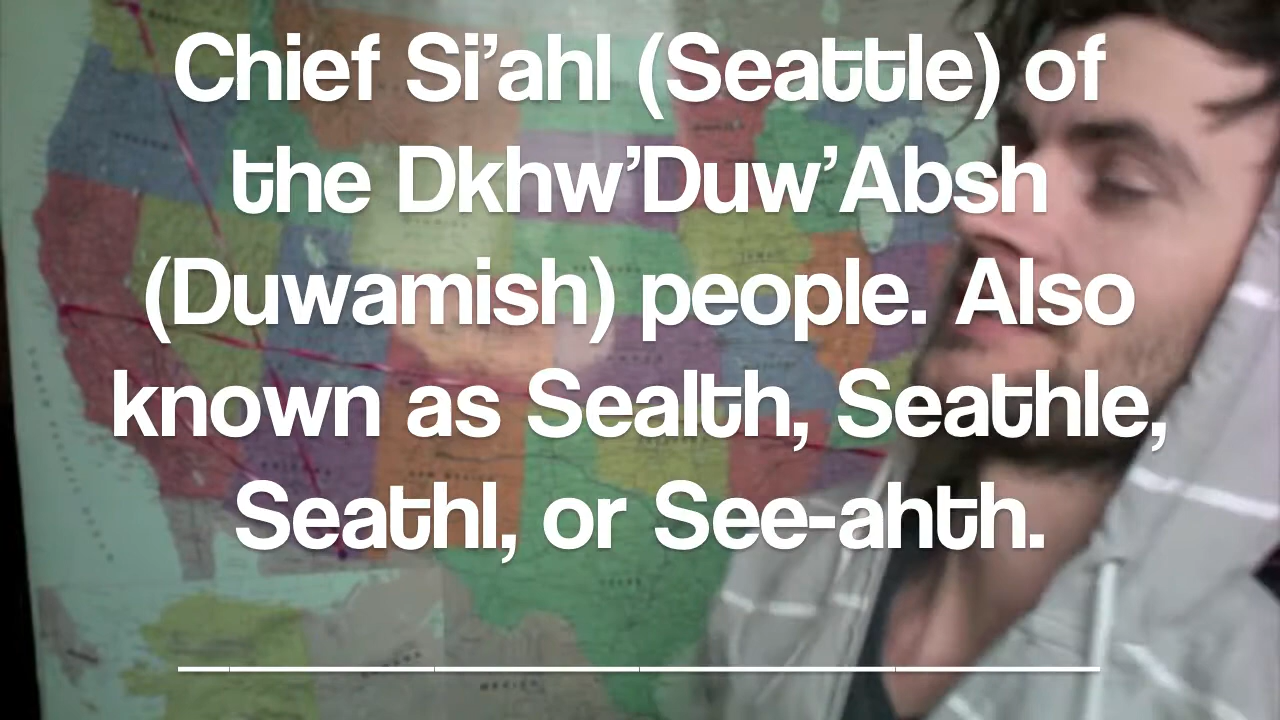 Chief Si’ahl (Seattle) of
the Dkhw’Duw’Absh
(Duwamish) people. Also
known as Sealth, Seathle,
Seathl, or See-ahth.